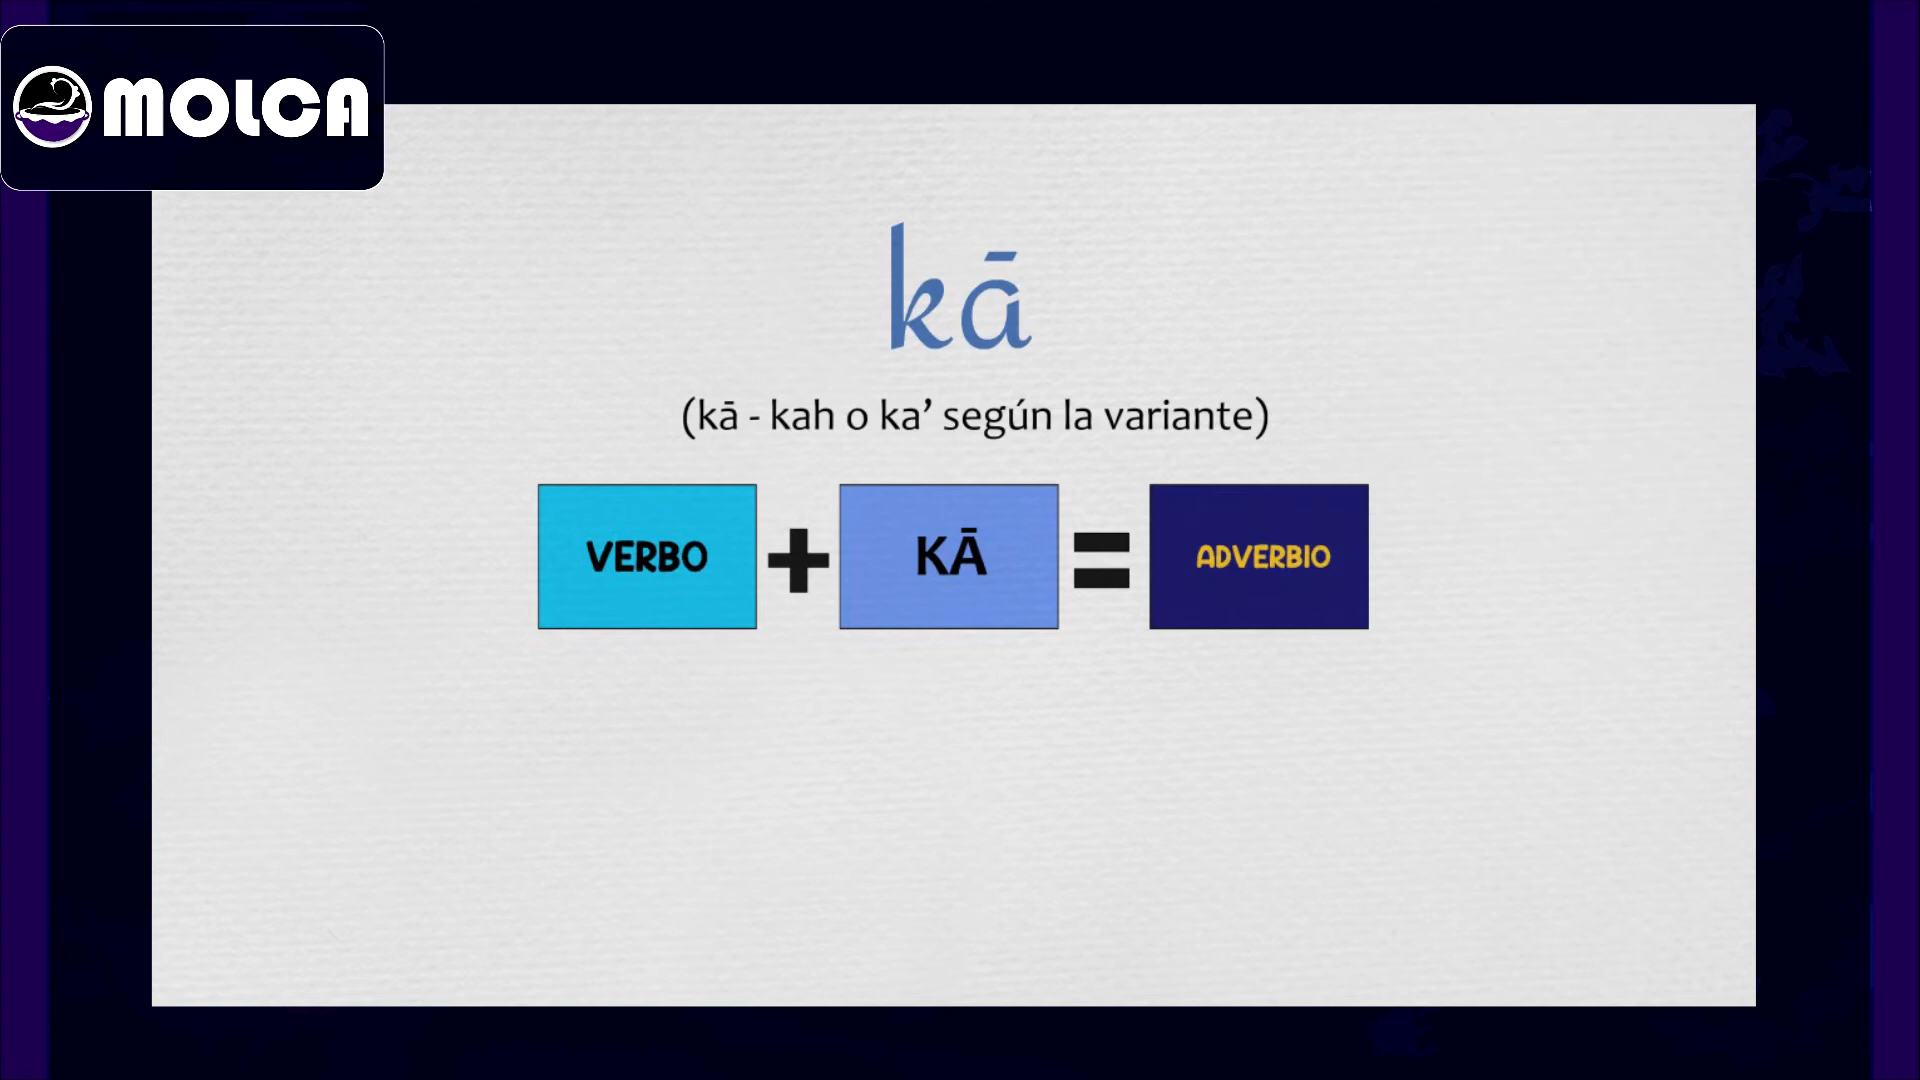 MOLCA
kā
(kā - kah o ka’ según la variante)
VERBO + KĀ = ADVERBIO